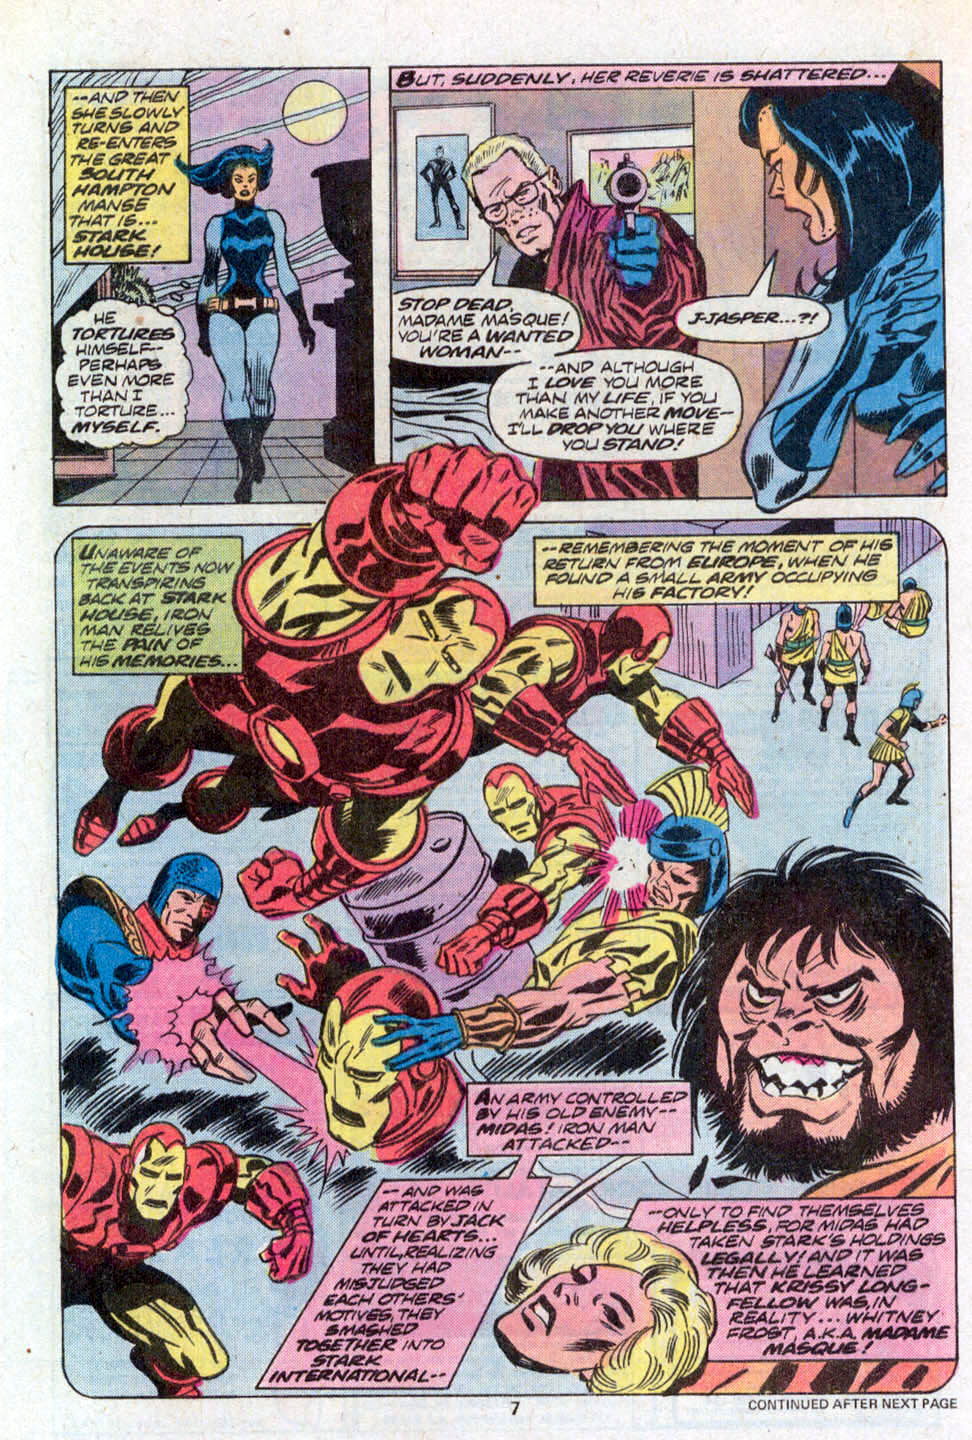 --AND THEN
SHE SLOWLY
TURNS AND
RE-ENTERS
THE GREAT
SOUTH
HAMPTON
MANSE
THAT IS...
STARK
HOUSE!
HE
TORTURES
HIMSELF--
PERHAPS
EVEN MORE
THAN I
TORTURE...
MYSELF.
BUT, SUDDENLY, HER REVERIE IS SHATTERED...
STOP DEAD,
MADAME MASQUE!
YOU'RE A WANTED
WOMAN--
J-JASPER...?!
--AND ALTHOUGH
I LOVE YOU MORE
THAN MY LIFE, IF YOU
MAKE ANOTHER MOVE--
I'LL DROP YOU WHERE
YOU STAND!
UNAWARE OF
THE EVENTS NOW
TRANSPIRING
BACK AT STARK
HOUSE, IRON
MAN RELIVES
THE PAIN OF
HIS MEMORIES...
--REMEMBERING THE MOMENT OF HIS
RETURN FROM EUROPE, WHEN HE
FOUND A SMALL ARMY OCCUPYING
HIS FACTORY!
AN ARMY CONTROLLED
BY HIS OLD ENEMY--
MIDAS! IRON MAN
ATTACKED--
--AND WAS
ATTACKED IN
TURN BY JACK
OF HEARTS...
UNTIL, REALIZING
THEY HAD
MISJUDGED
EACH OTHERS'
MOTIVES, THEY
SMASHED
TOGETHER INTO
STARK
INTERNATIONAL--
--ONLY TO FIND THEMSELVES
HELPLESS, FOR MIDAS HAD
TAKEN STARK'S HOLDINGS
LEGALLY! AND IT WAS
THEN HE LEARNED
THAT KRISSY LONG-
FELLOW WAS, IN
REALITY... WHITNEY
FROST, A.K.A. MADAME
MASQUE!
7
CONTINUED AFTER NEXT PAGE